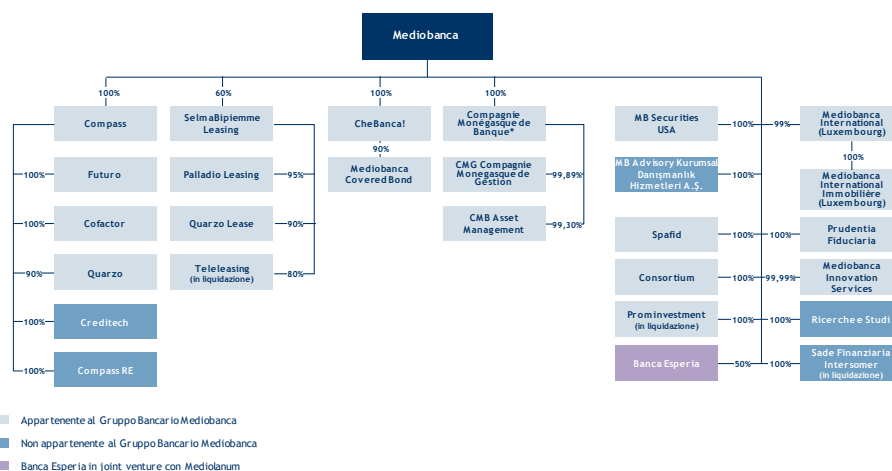 Mediobanca
100%
60%
100%
100%
Compass
SelmaBipiemme
Leasing
CheBanca!
Compagnie
Monégasque de
Banque*
MB Securities
USA
100%
99%
Mediobanca
International
(Luxembourg)
90%
100%
100%
Futuro
Palladio Leasing
95%
Mediobanca
Covered Bond
CMG Compagnie
Monegasque de
Gestion
99,89%
MB Advisory Kurumsal
Danışmanlık
Hizmetleri A.Ş.
100%
Mediobanca
International
Immobilière
(Luxembourg)
100%
Cofactor
Quarzo Lease
90%
CMB Asset
Management
99,30%
Spafid
100%
100%
Prudentia
Fiduciaria
90%
Quarzo
Teleleasing
(in liquidazione)
80%
Consortium
100%
99,99%
Mediobanca
Innovation
Services
100%
Creditech
Prominvestment
(in liquidazione)
100%
100%
Ricerche e Studi
100%
Compass RE
Banca Esperia
50%
100%
Sade Finanziaria
Intersomer
(in liquidazione)
Appartenente al Gruppo Bancario Mediobanca
Non appartenente al Gruppo Bancario Mediobanca
Banca Esperia in joint venture con Mediolanum